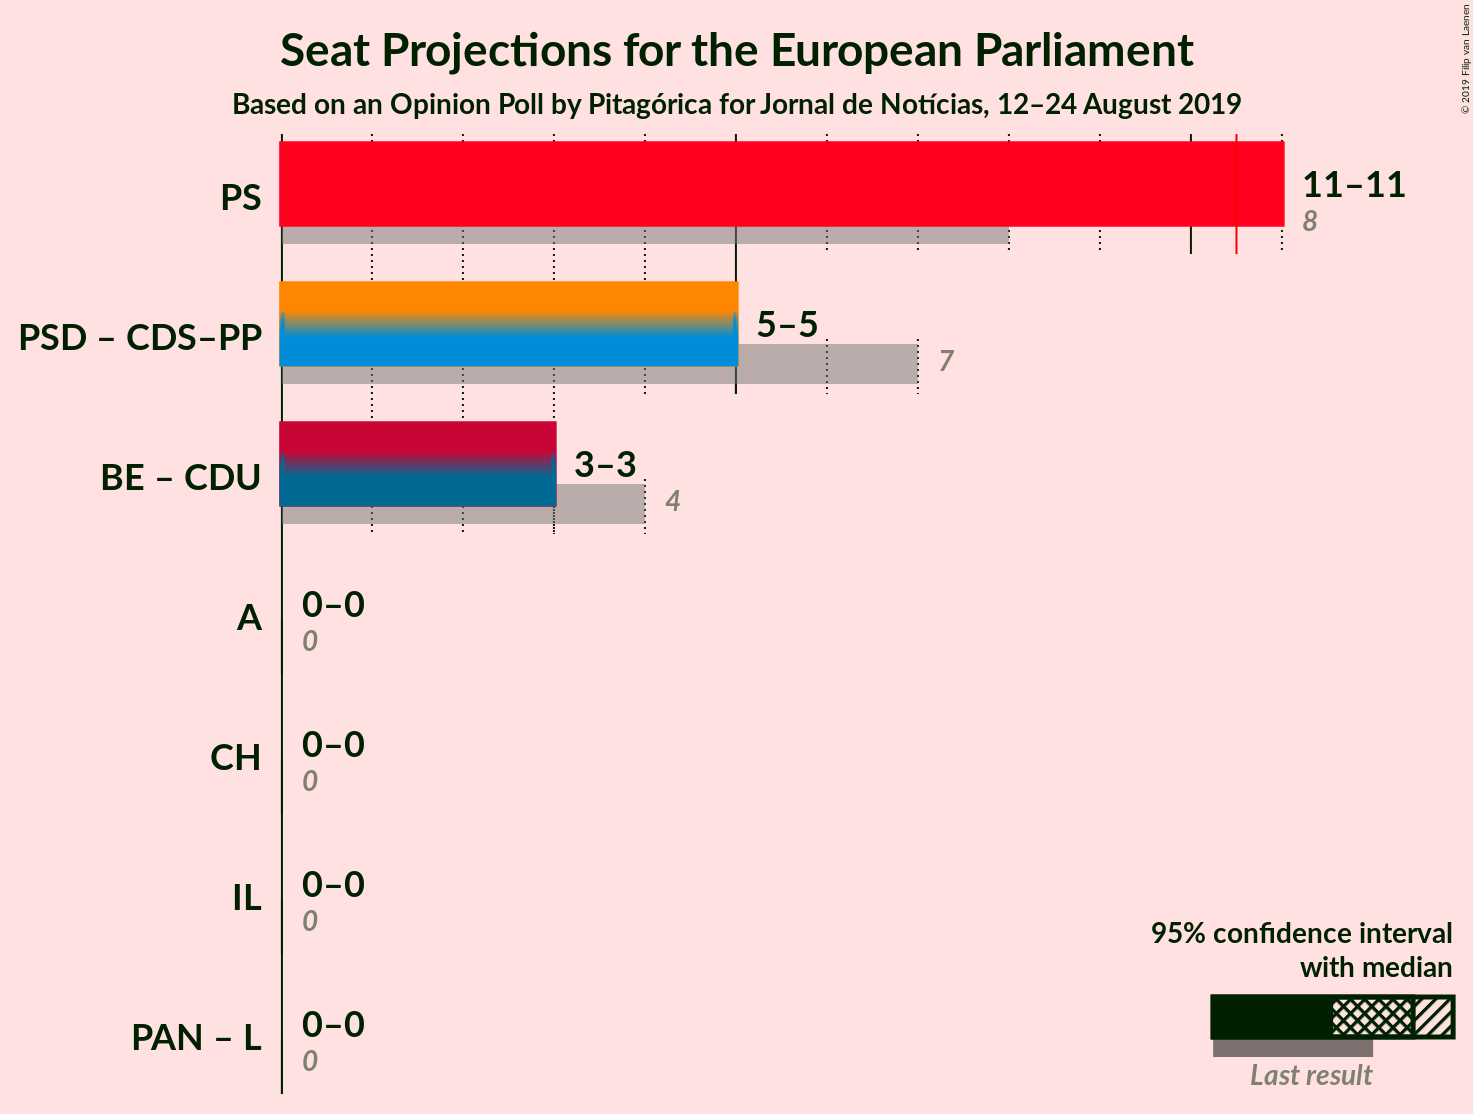 Seat Projections for the European Parliament
Based on an Opinion Poll by Pitagórica for Jornal de Notícias, 12–24 August 2019
© 2019 Filip van Laenen
PS
11–11
8
PSD – CDS–PP
5–5
7
BE – CDU
3–3
4
A
0–0
0
CH
0–0
0
IL
0–0
0
PAN – L
0–0
0
95% confidence interval
with median
Last result